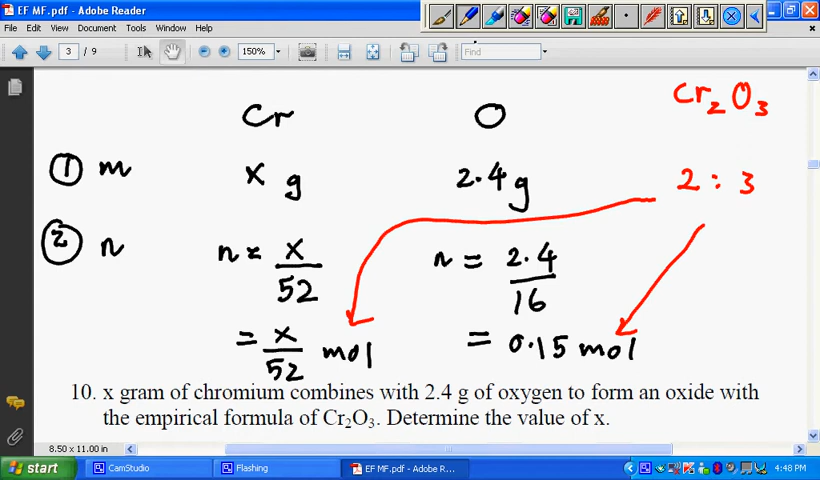 EF MF.pdf - Adobe Reader
File Edit View Document Tools Window Help
3 / 9 150% Find
Cr O Cr₂O₃
① m x g 2.4g 2 : 3
② n n = x/52 n = 2.4/16
= x/52 mol = 0.15 mol
10. x gram of chromium combines with 2.4 g of oxygen to form an oxide with
the empirical formula of Cr₂O₃. Determine the value of x.
8.50 x 11.00 in
start CamStudio Flashing EF MF.pdf - Adobe R... 4:48 PM